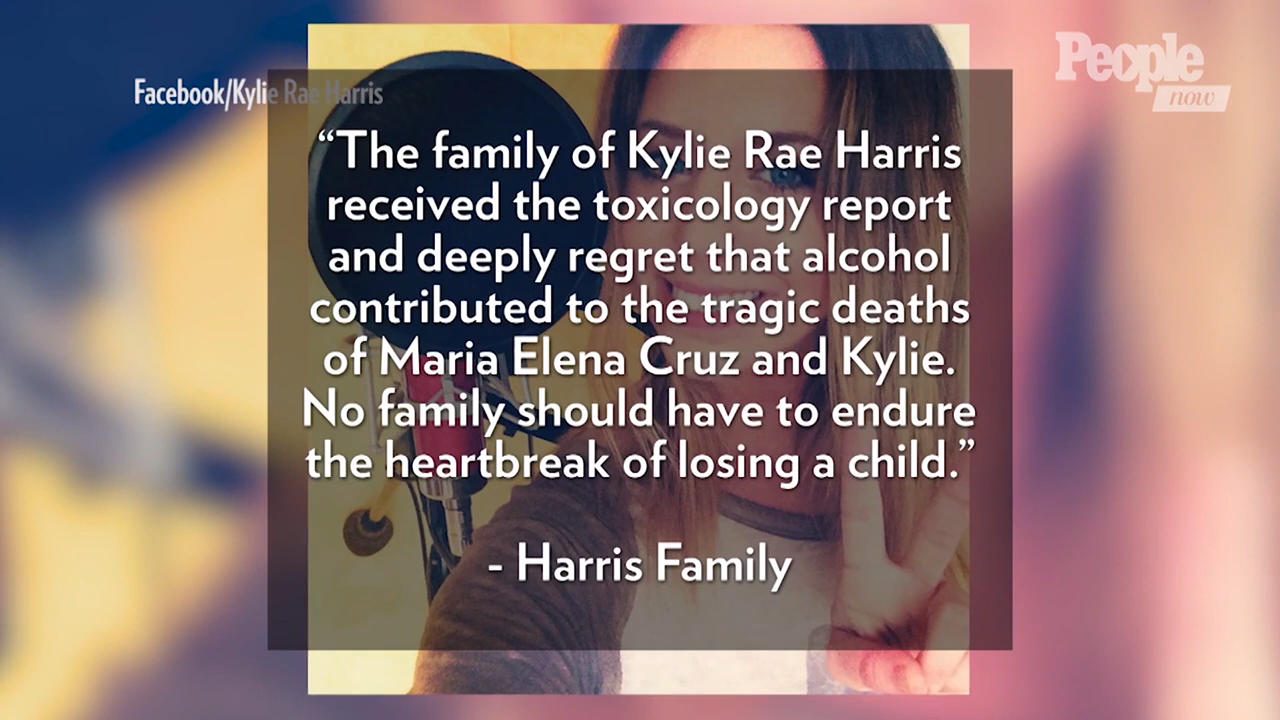 People
now
Facebook/Kylie Rae Harris
“The family of Kylie Rae Harris
received the toxicology report
and deeply regret that alcohol
contributed to the tragic deaths
of Maria Elena Cruz and Kylie.
No family should have to endure
the heartbreak of losing a child.”
- Harris Family